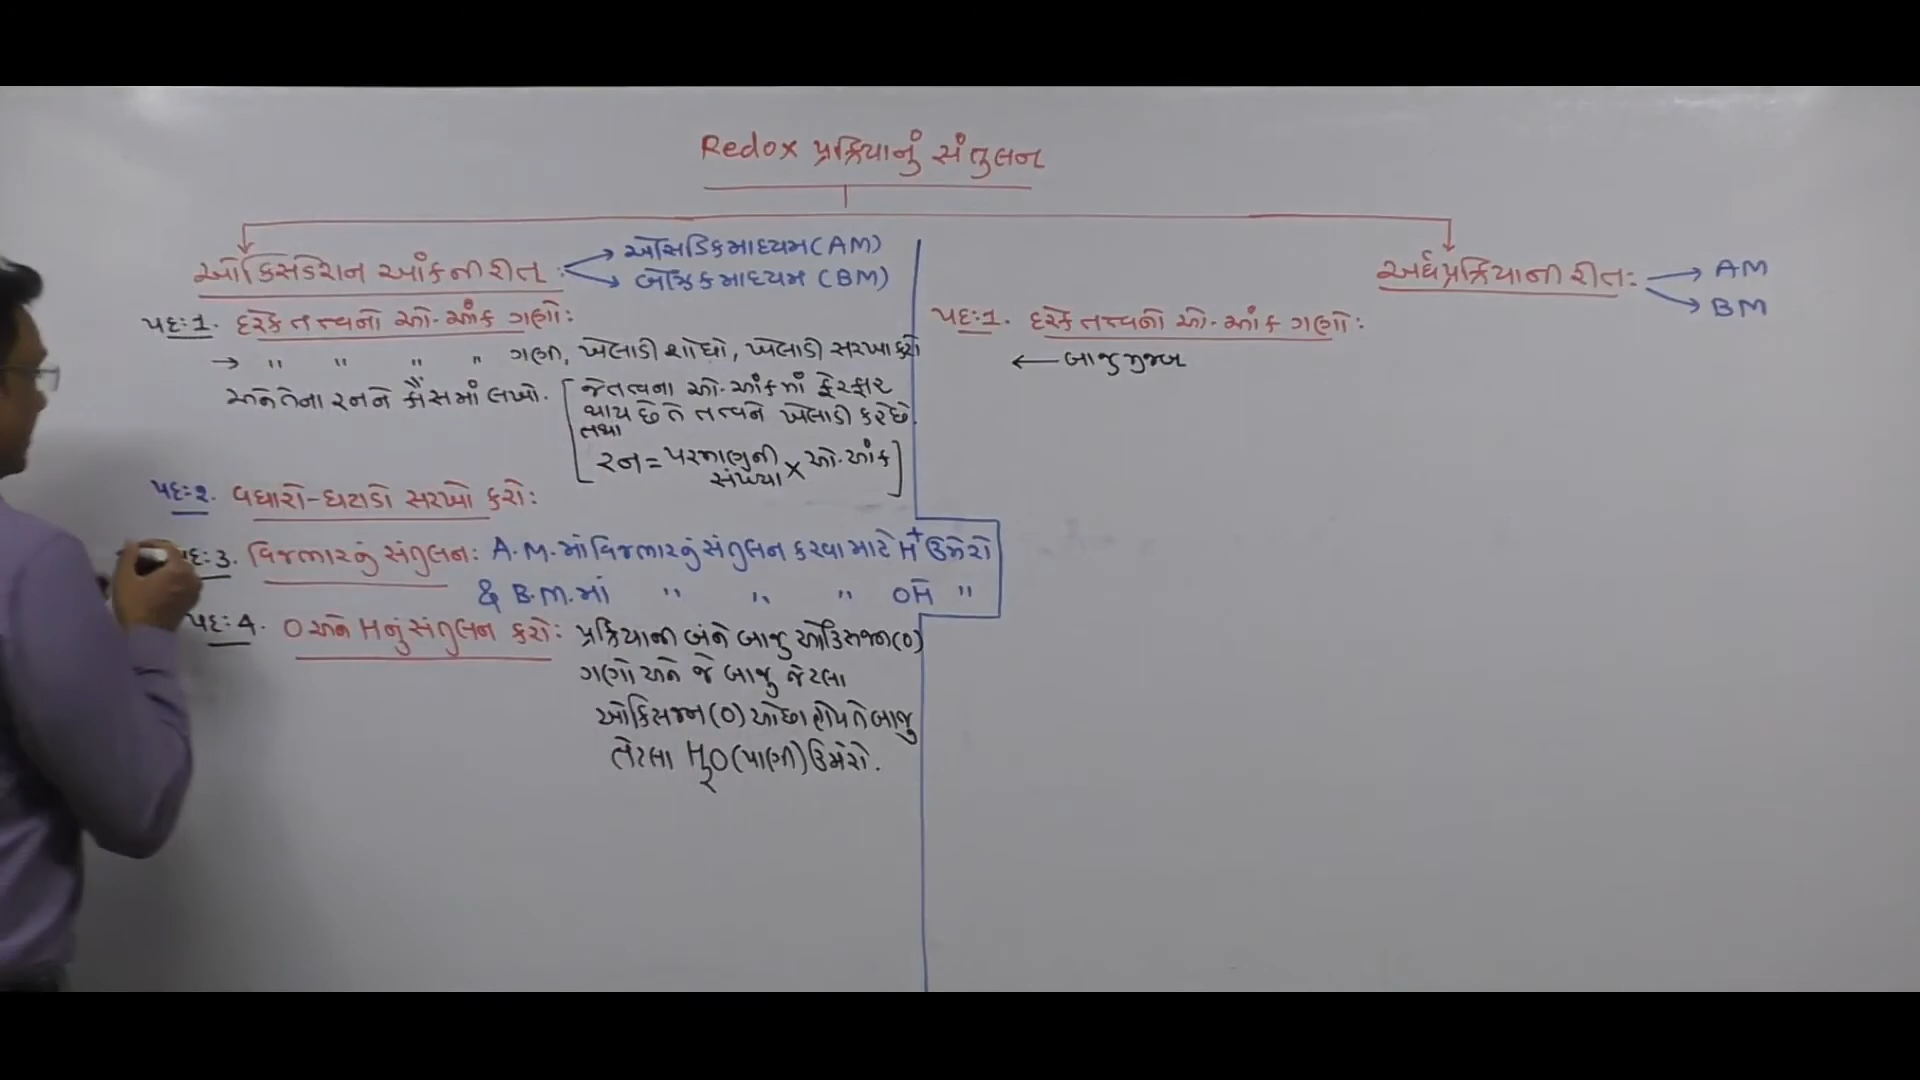 Redox પ્રક્રિયાનું સંતુલન
ઓક્સિડેશન આંકની રીત :
→ એસિડિક માધ્યમ (AM)
→ બેઝિક માધ્યમ (BM)
પદ:1. દરેક તત્ત્વનો ઓ.આંક ગણો:
→ " " " " ગણી, ખેલાડી શોધો, ખેલાડી સરખા કરો
અને તેના રનને કૌંસમાં લખો.
[જે તત્વના ઓ.આંકમાં ફેરફાર
થાય છે તે તત્વને ખેલાડી કહે છે.
તથા
રન = પરમાણુની સંખ્યા × ઓ.આંક]
પદ:૨. વધારો-ઘટાડો સરખો કરો:
પદ:3. વિજભારનું સંતુલન: A.M. માં વિજભારનું સંતુલન કરવા માટે H⁺ ઉમેરો
& B.M. માં " " " OH⁻ "
પદ:4. O અને H નું સંતુલન કરો: પ્રક્રિયાની બંને બાજુ ઓક્સિજન(O)
ગણો અને જે બાજુ જેટલા
ઓક્સિજન(O) ઓછા હોય તે બાજુ
તેટલા H₂O(પાણી) ઉમેરો.
અર્ધપ્રક્રિયાની રીત:
→ AM
→ BM
પદ:1. દરેક તત્ત્વનો ઓ.આંક ગણો:
← બાજુ મુજબ